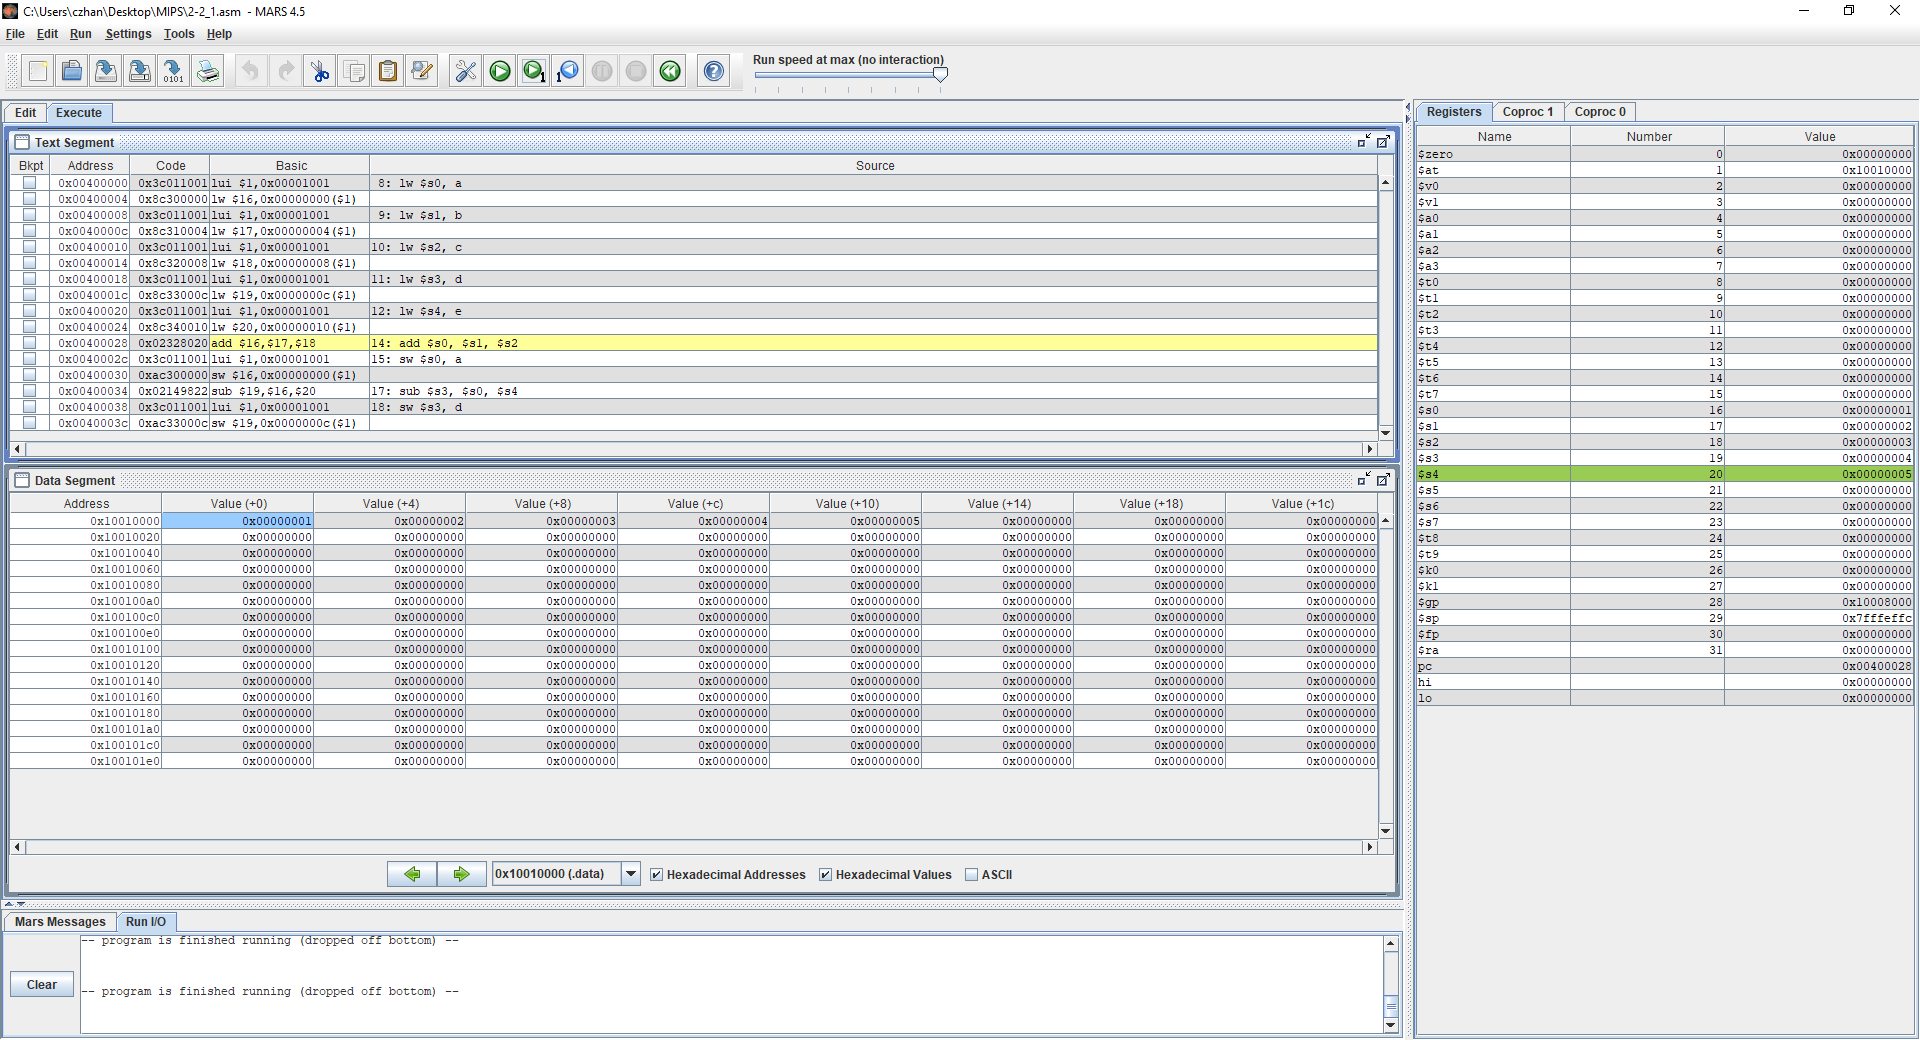 C:\Users\czhan\Desktop\MIPS\2-2_1.asm - MARS 4.5
File Edit Run Settings Tools Help
Run speed at max (no interaction)
Edit Execute
Text Segment
Bkpt Address Code Basic Source
0x00400000 0x3c011001 lui $1,0x00001001 8: lw $s0, a
0x00400004 0x8c300000 lw $16,0x00000000($1)
0x00400008 0x3c011001 lui $1,0x00001001 9: lw $s1, b
0x0040000c 0x8c310004 lw $17,0x00000004($1)
0x00400010 0x3c011001 lui $1,0x00001001 10: lw $s2, c
0x00400014 0x8c320008 lw $18,0x00000008($1)
0x00400018 0x3c011001 lui $1,0x00001001 11: lw $s3, d
0x0040001c 0x8c33000c lw $19,0x0000000c($1)
0x00400020 0x3c011001 lui $1,0x00001001 12: lw $s4, e
0x00400024 0x8c340010 lw $20,0x00000010($1)
0x00400028 0x02328020 add $16,$17,$18 14: add $s0, $s1, $s2
0x0040002c 0x3c011001 lui $1,0x00001001 15: sw $s0, a
0x00400030 0xac300000 sw $16,0x00000000($1)
0x00400034 0x02149822 sub $19,$16,$20 17: sub $s3, $s0, $s4
0x00400038 0x3c011001 lui $1,0x00001001 18: sw $s3, d
0x0040003c 0xac33000c sw $19,0x0000000c($1)
Data Segment
Address Value (+0) Value (+4) Value (+8) Value (+c) Value (+10) Value (+14) Value (+18) Value (+1c)
0x10010000 0x00000001 0x00000002 0x00000003 0x00000004 0x00000005 0x00000000 0x00000000 0x00000000
0x10010020 0x00000000 0x00000000 0x00000000 0x00000000 0x00000000 0x00000000 0x00000000 0x00000000
0x10010040 0x00000000 0x00000000 0x00000000 0x00000000 0x00000000 0x00000000 0x00000000 0x00000000
0x10010060 0x00000000 0x00000000 0x00000000 0x00000000 0x00000000 0x00000000 0x00000000 0x00000000
0x10010080 0x00000000 0x00000000 0x00000000 0x00000000 0x00000000 0x00000000 0x00000000 0x00000000
0x100100a0 0x00000000 0x00000000 0x00000000 0x00000000 0x00000000 0x00000000 0x00000000 0x00000000
0x100100c0 0x00000000 0x00000000 0x00000000 0x00000000 0x00000000 0x00000000 0x00000000 0x00000000
0x100100e0 0x00000000 0x00000000 0x00000000 0x00000000 0x00000000 0x00000000 0x00000000 0x00000000
0x10010100 0x00000000 0x00000000 0x00000000 0x00000000 0x00000000 0x00000000 0x00000000 0x00000000
0x10010120 0x00000000 0x00000000 0x00000000 0x00000000 0x00000000 0x00000000 0x00000000 0x00000000
0x10010140 0x00000000 0x00000000 0x00000000 0x00000000 0x00000000 0x00000000 0x00000000 0x00000000
0x10010160 0x00000000 0x00000000 0x00000000 0x00000000 0x00000000 0x00000000 0x00000000 0x00000000
0x10010180 0x00000000 0x00000000 0x00000000 0x00000000 0x00000000 0x00000000 0x00000000 0x00000000
0x100101a0 0x00000000 0x00000000 0x00000000 0x00000000 0x00000000 0x00000000 0x00000000 0x00000000
0x100101c0 0x00000000 0x00000000 0x00000000 0x00000000 0x00000000 0x00000000 0x00000000 0x00000000
0x100101e0 0x00000000 0x00000000 0x00000000 0x00000000 0x00000000 0x00000000 0x00000000 0x00000000
0x10010000 (.data) Hexadecimal Addresses Hexadecimal Values ASCII
Mars Messages Run I/O
-- program is finished running (dropped off bottom) --
Clear
-- program is finished running (dropped off bottom) --
Registers Coproc 1 Coproc 0
Name Number Value
$zero 0 0x00000000
$at 1 0x10010000
$v0 2 0x00000000
$v1 3 0x00000000
$a0 4 0x00000000
$a1 5 0x00000000
$a2 6 0x00000000
$a3 7 0x00000000
$t0 8 0x00000000
$t1 9 0x00000000
$t2 10 0x00000000
$t3 11 0x00000000
$t4 12 0x00000000
$t5 13 0x00000000
$t6 14 0x00000000
$t7 15 0x00000000
$s0 16 0x00000001
$s1 17 0x00000002
$s2 18 0x00000003
$s3 19 0x00000004
$s4 20 0x00000005
$s5 21 0x00000000
$s6 22 0x00000000
$s7 23 0x00000000
$t8 24 0x00000000
$t9 25 0x00000000
$k0 26 0x00000000
$k1 27 0x00000000
$gp 28 0x10008000
$sp 29 0x7fffeffc
$fp 30 0x00000000
$ra 31 0x00000000
pc 0x00400028
hi 0x00000000
lo 0x00000000